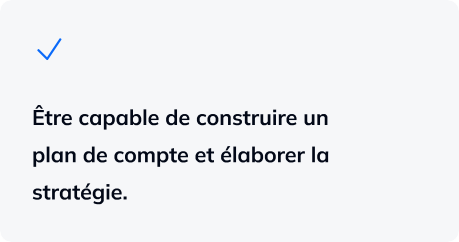 Être capable de construire un
plan de compte et élaborer la
stratégie.